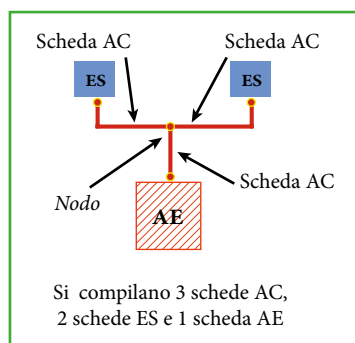 Scheda AC Scheda AC
ES ES
Nodo Scheda AC
AE
Si compilano 3 schede AC,
2 schede ES e 1 scheda AE